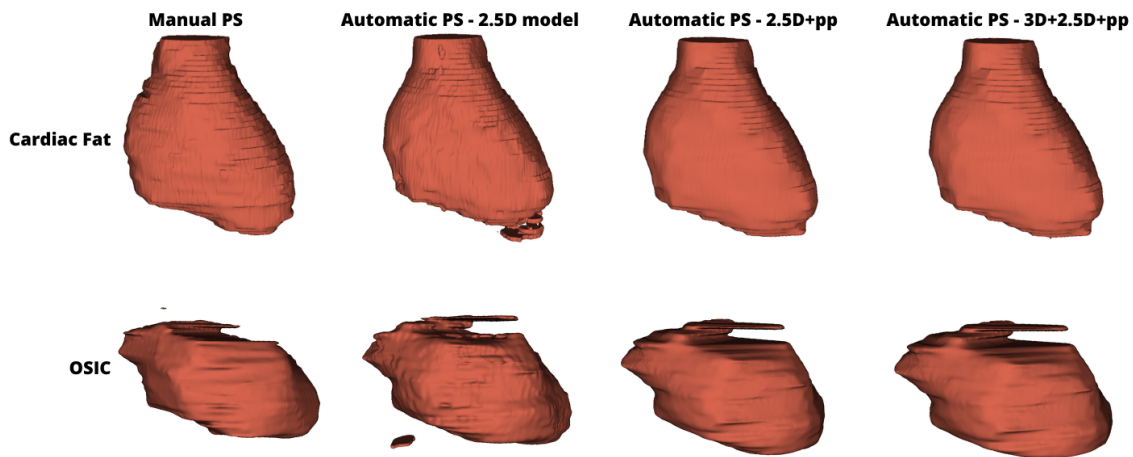 Manual PS
Automatic PS - 2.5D model
Automatic PS - 2.5D+pp
Automatic PS - 3D+2.5D+pp
Cardiac Fat
OSIC